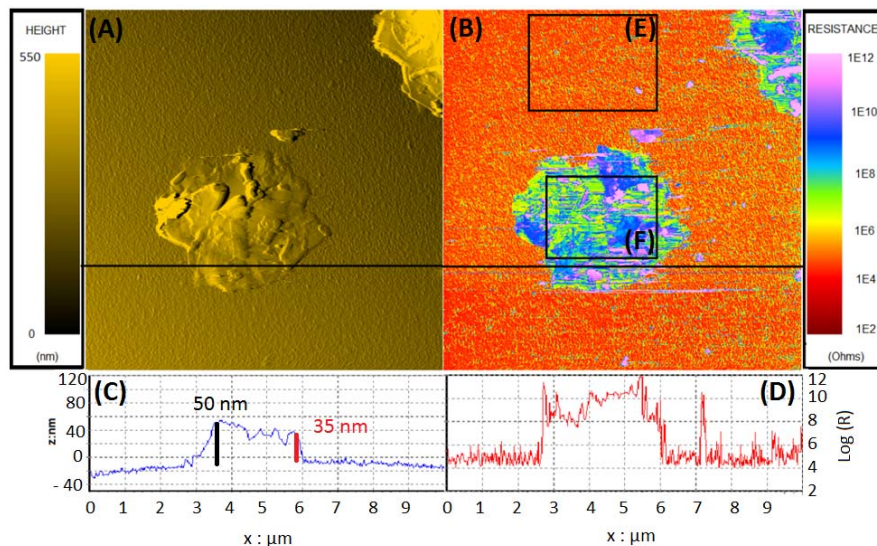 HEIGHT
550
0
(nm)
(A)
(B)
(E)
(F)
RESISTANCE
1E12
1E10
1E8
1E6
1E4
1E2
(Ohms)
(C)
120
80
40
0
-40
z:nm
50 nm
35 nm
0 1 2 3 4 5 6 7 8 9
x : µm
(D)
12
10
8
6
4
2
Log (R)
0 1 2 3 4 5 6 7 8 9
x : µm